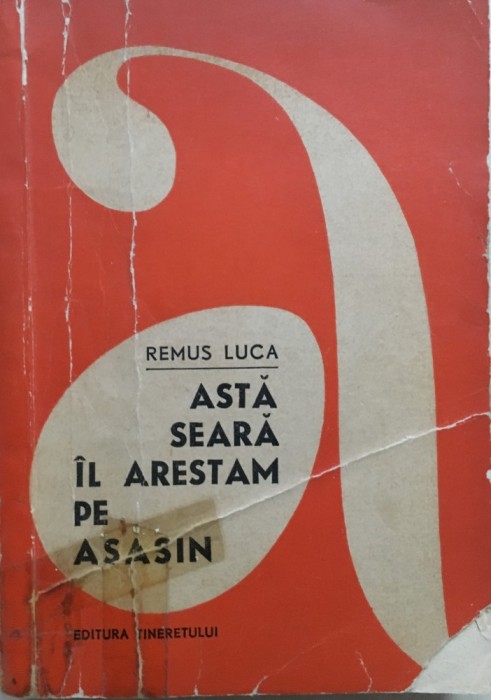 REMUS LUCA
ASTĂ
SEARĂ
ÎL ARESTAM
PE
ASASIN
EDITURA TINERETULUI